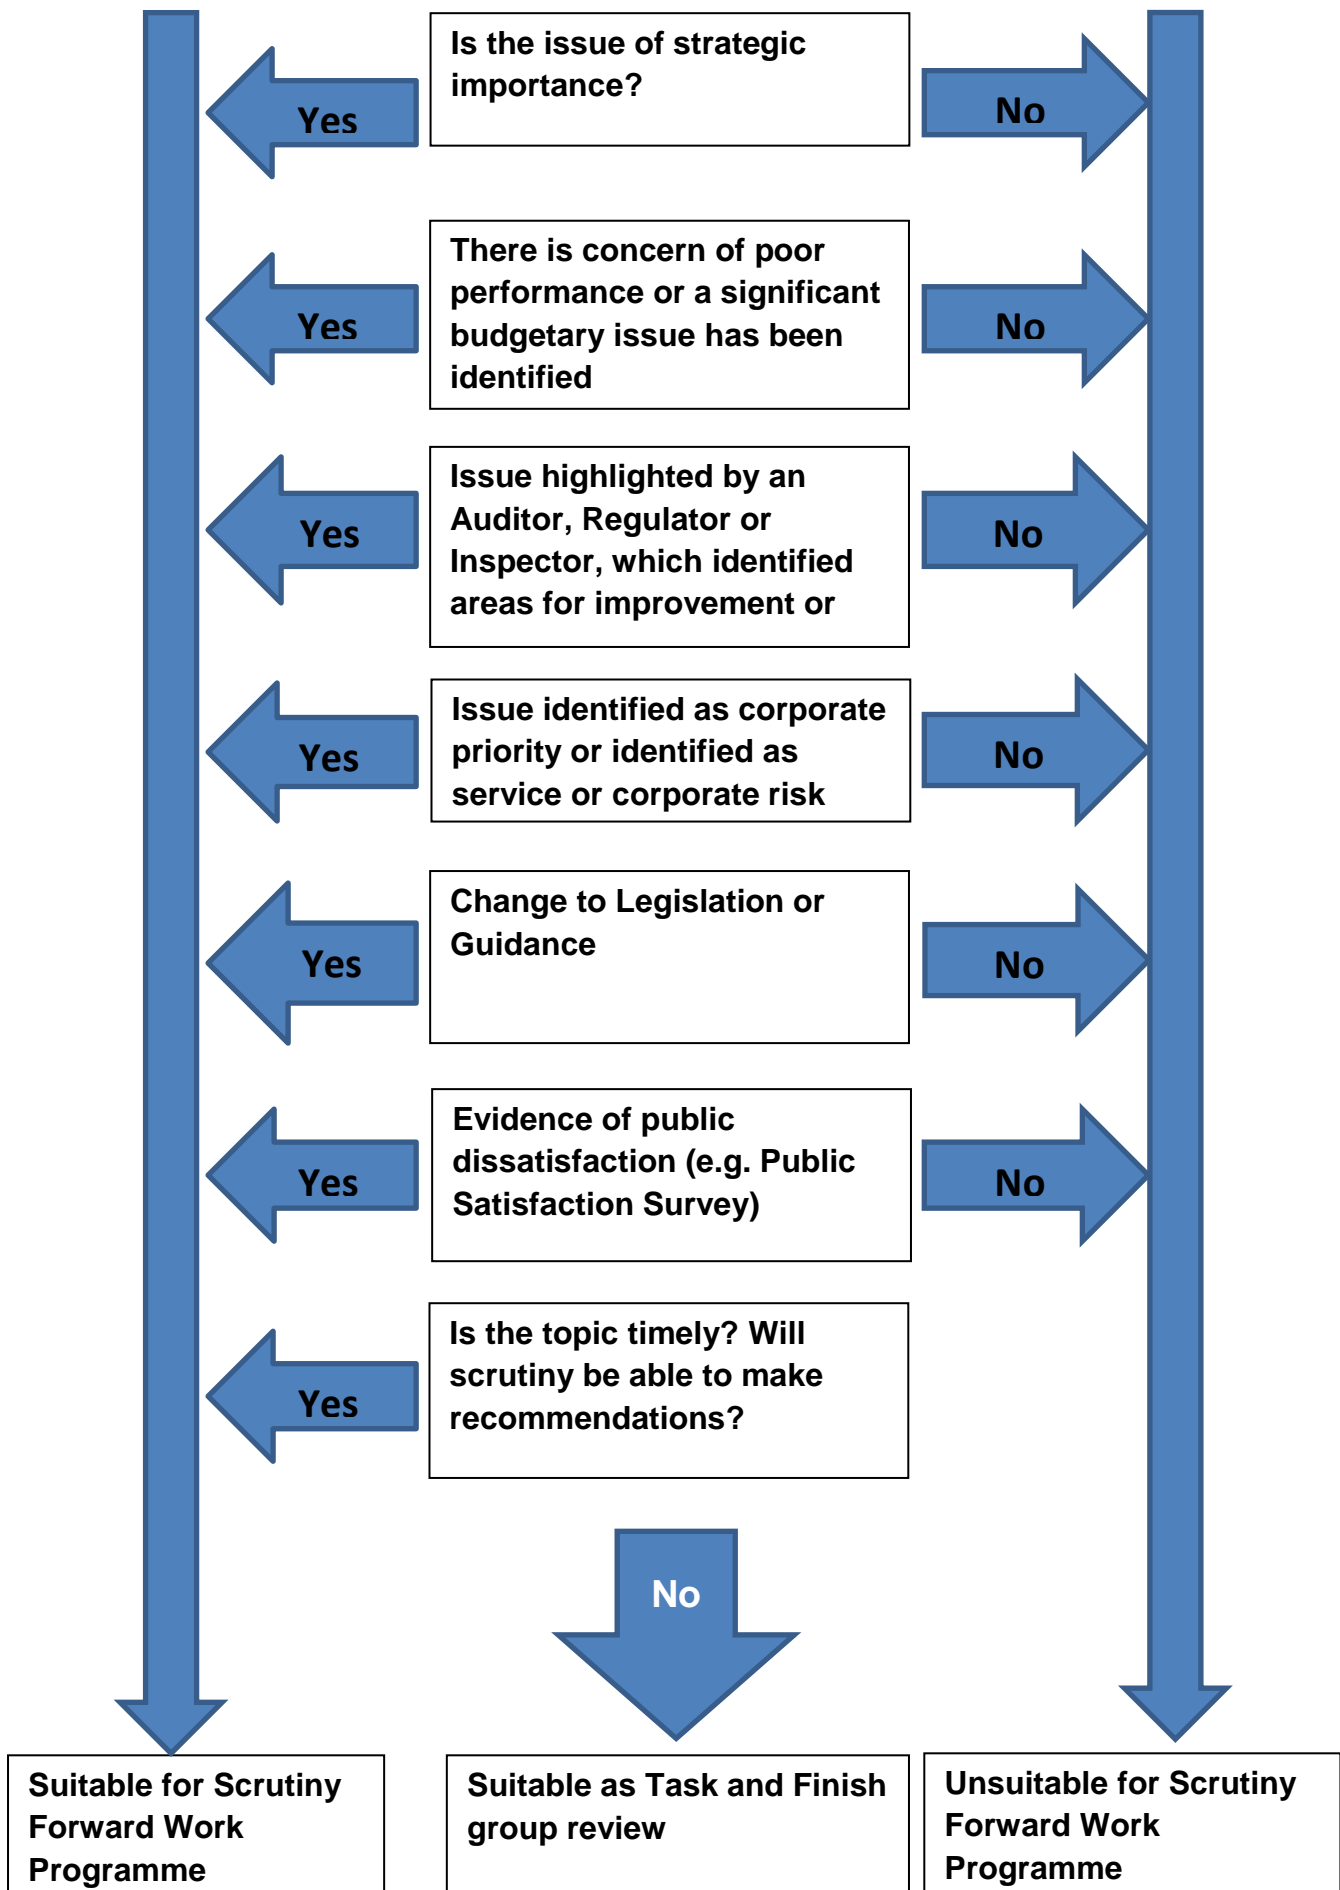 Is the issue of strategic
importance?
Yes
No
There is concern of poor
performance or a significant
budgetary issue has been
identified
Yes
No
Issue highlighted by an
Auditor, Regulator or
Inspector, which identified
areas for improvement or
Yes
No
Issue identified as corporate
priority or identified as
service or corporate risk
Yes
No
Change to Legislation or
Guidance
Yes
No
Evidence of public
dissatisfaction (e.g. Public
Satisfaction Survey)
Yes
No
Is the topic timely? Will
scrutiny be able to make
recommendations?
Yes
No
Suitable for Scrutiny
Forward Work
Programme
Suitable as Task and Finish
group review
Unsuitable for Scrutiny
Forward Work
Programme